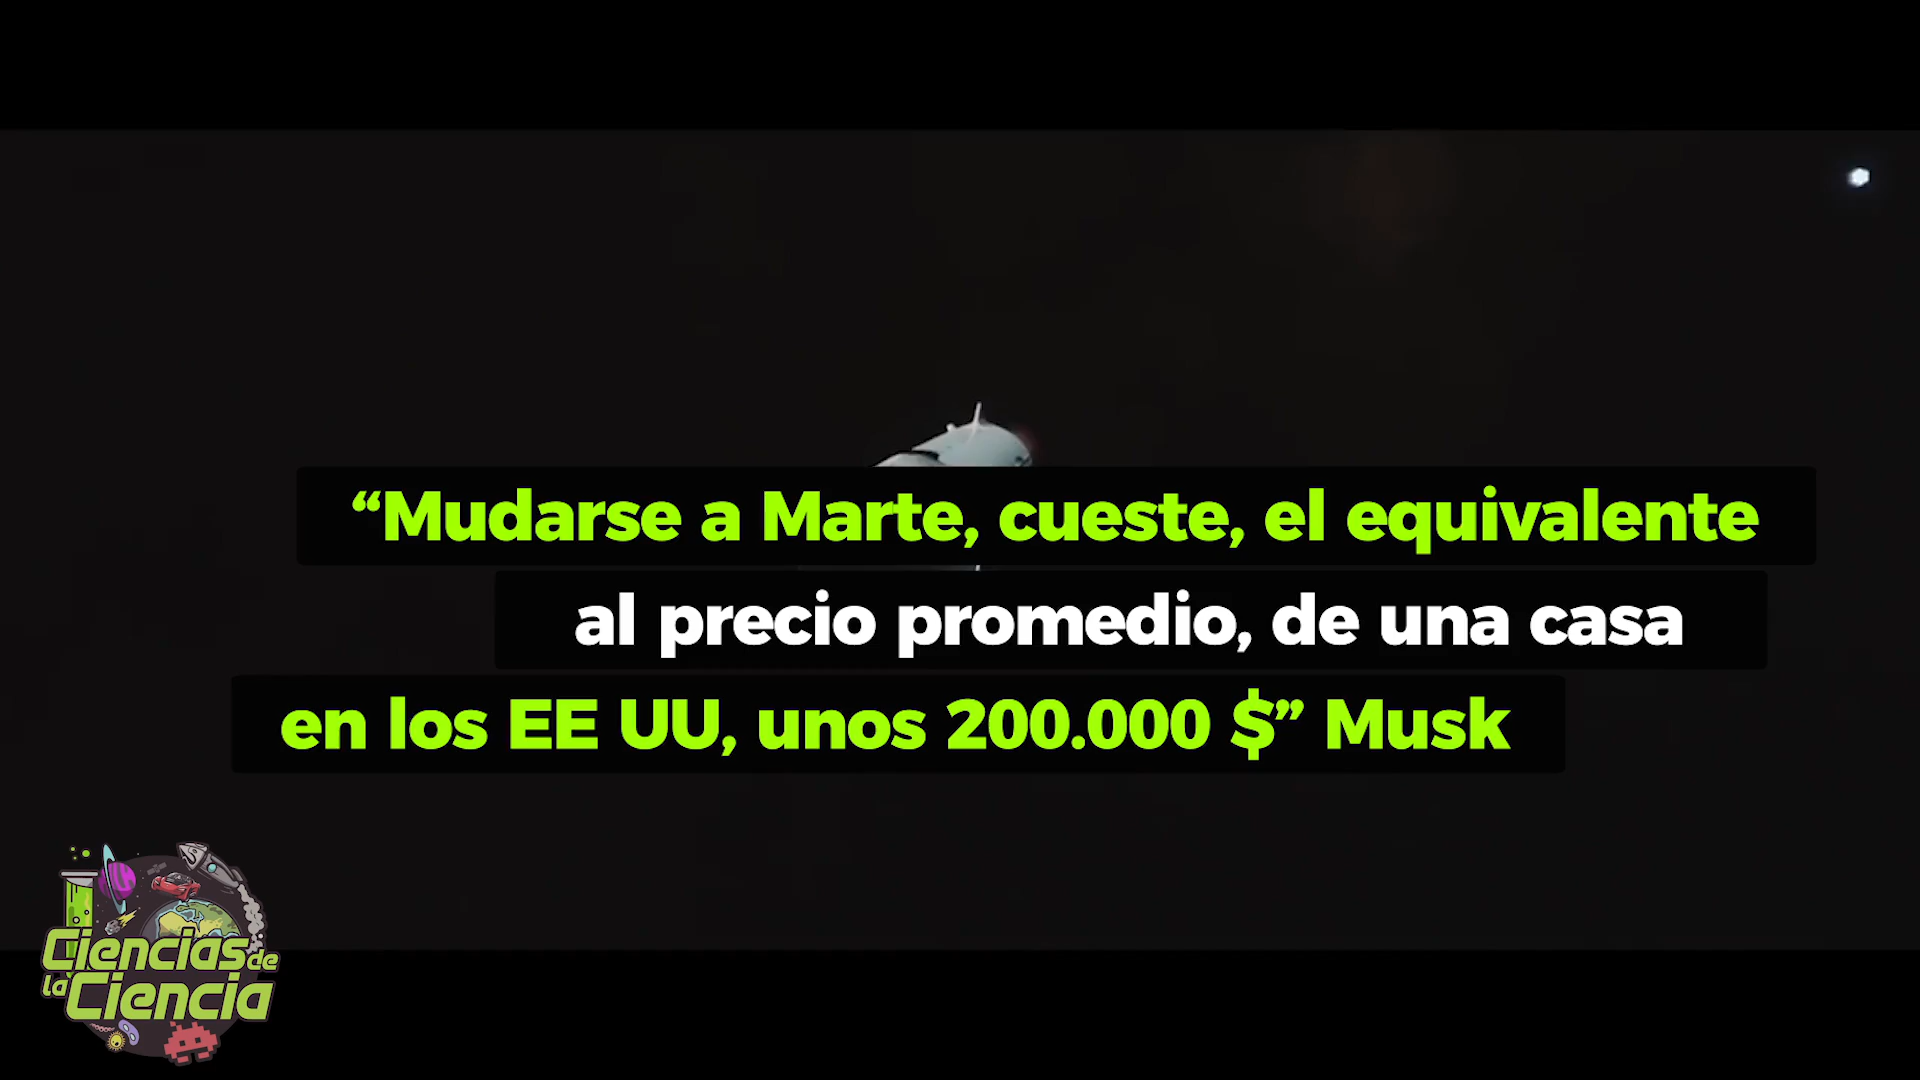 “Mudarse a Marte, cueste, el equivalente
al precio promedio, de una casa
en los EE UU, unos 200.000 $” Musk
Ciencias de
la Ciencia